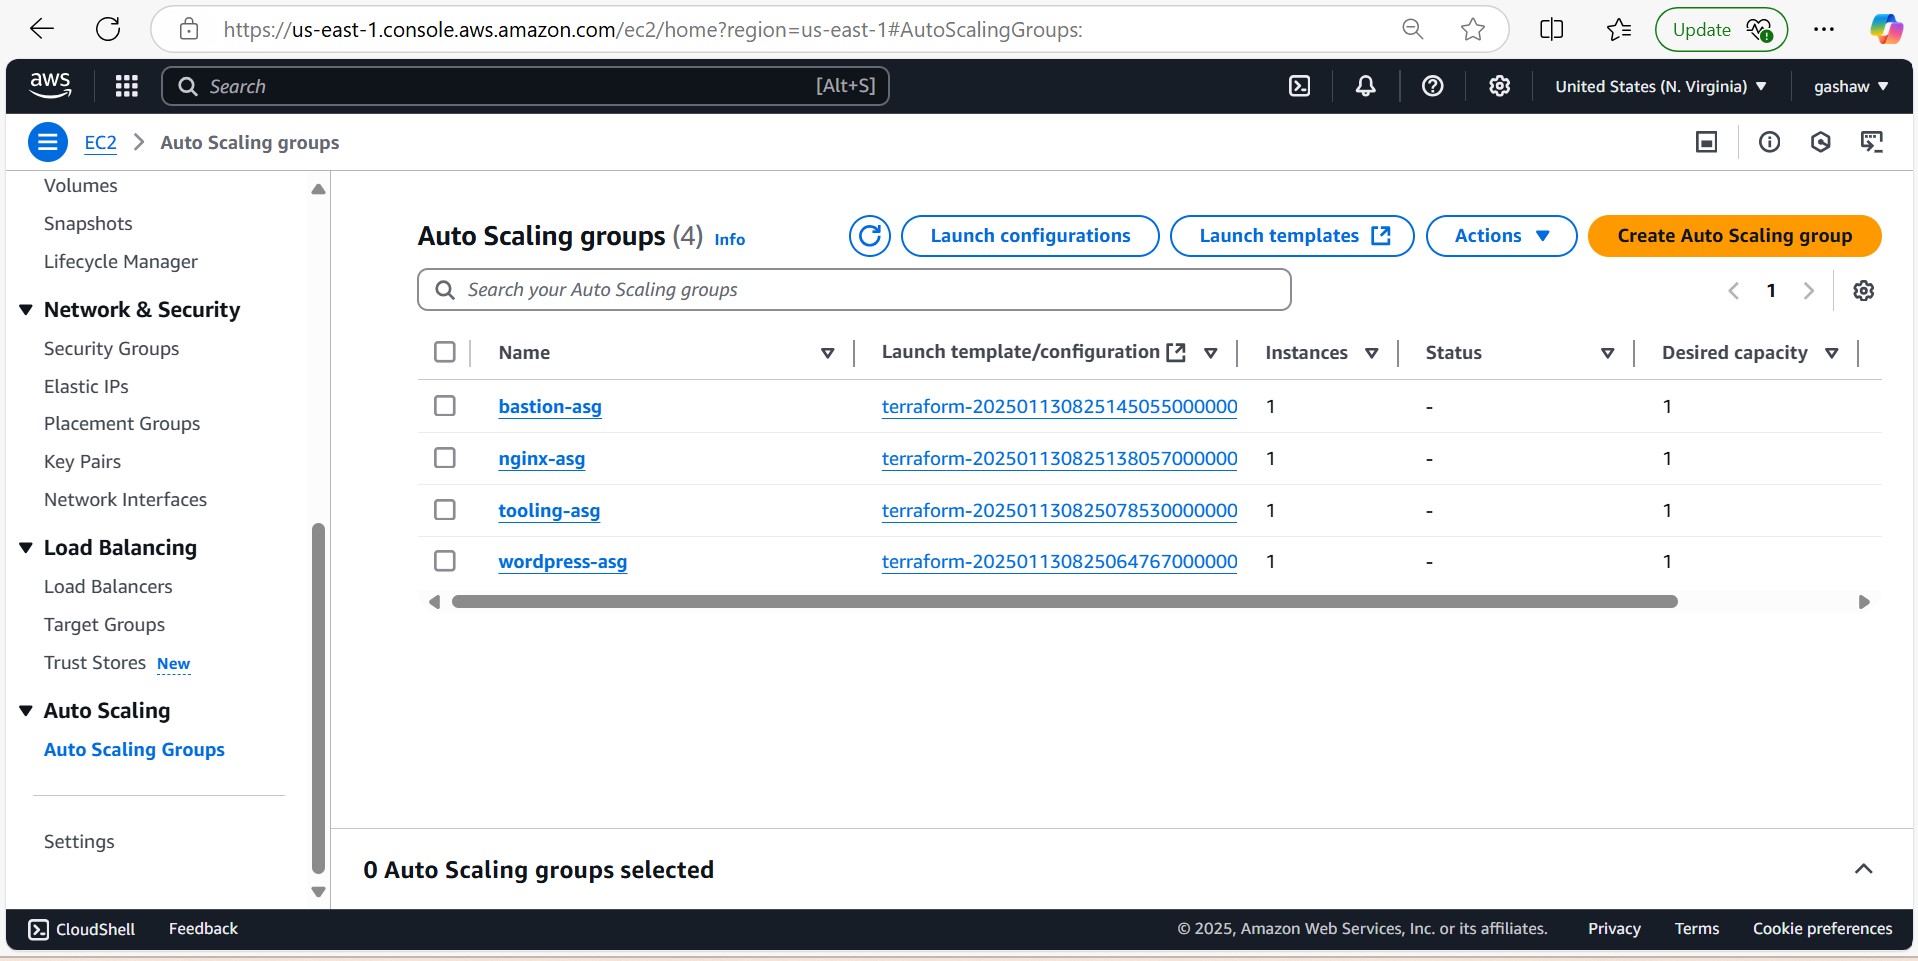 https://us-east-1.console.aws.amazon.com/ec2/home?region=us-east-1#AutoScalingGroups:
Update
aws
Search
[Alt+S]
United States (N. Virginia)
gashaw
EC2
Auto Scaling groups
Volumes
Snapshots
Lifecycle Manager
Network & Security
Security Groups
Elastic IPs
Placement Groups
Key Pairs
Network Interfaces
Load Balancing
Load Balancers
Target Groups
Trust Stores New
Auto Scaling
Auto Scaling Groups
Settings
Auto Scaling groups (4) Info
Launch configurations
Launch templates
Actions
Create Auto Scaling group
Search your Auto Scaling groups
1
Name Launch template/configuration Instances Status Desired capacity
bastion-asg terraform-202501130825145055000000 1 - 1
nginx-asg terraform-202501130825138057000000 1 - 1
tooling-asg terraform-202501130825078530000000 1 - 1
wordpress-asg terraform-202501130825064767000000 1 - 1
0 Auto Scaling groups selected
CloudShell
Feedback
© 2025, Amazon Web Services, Inc. or its affiliates.
Privacy
Terms
Cookie preferences